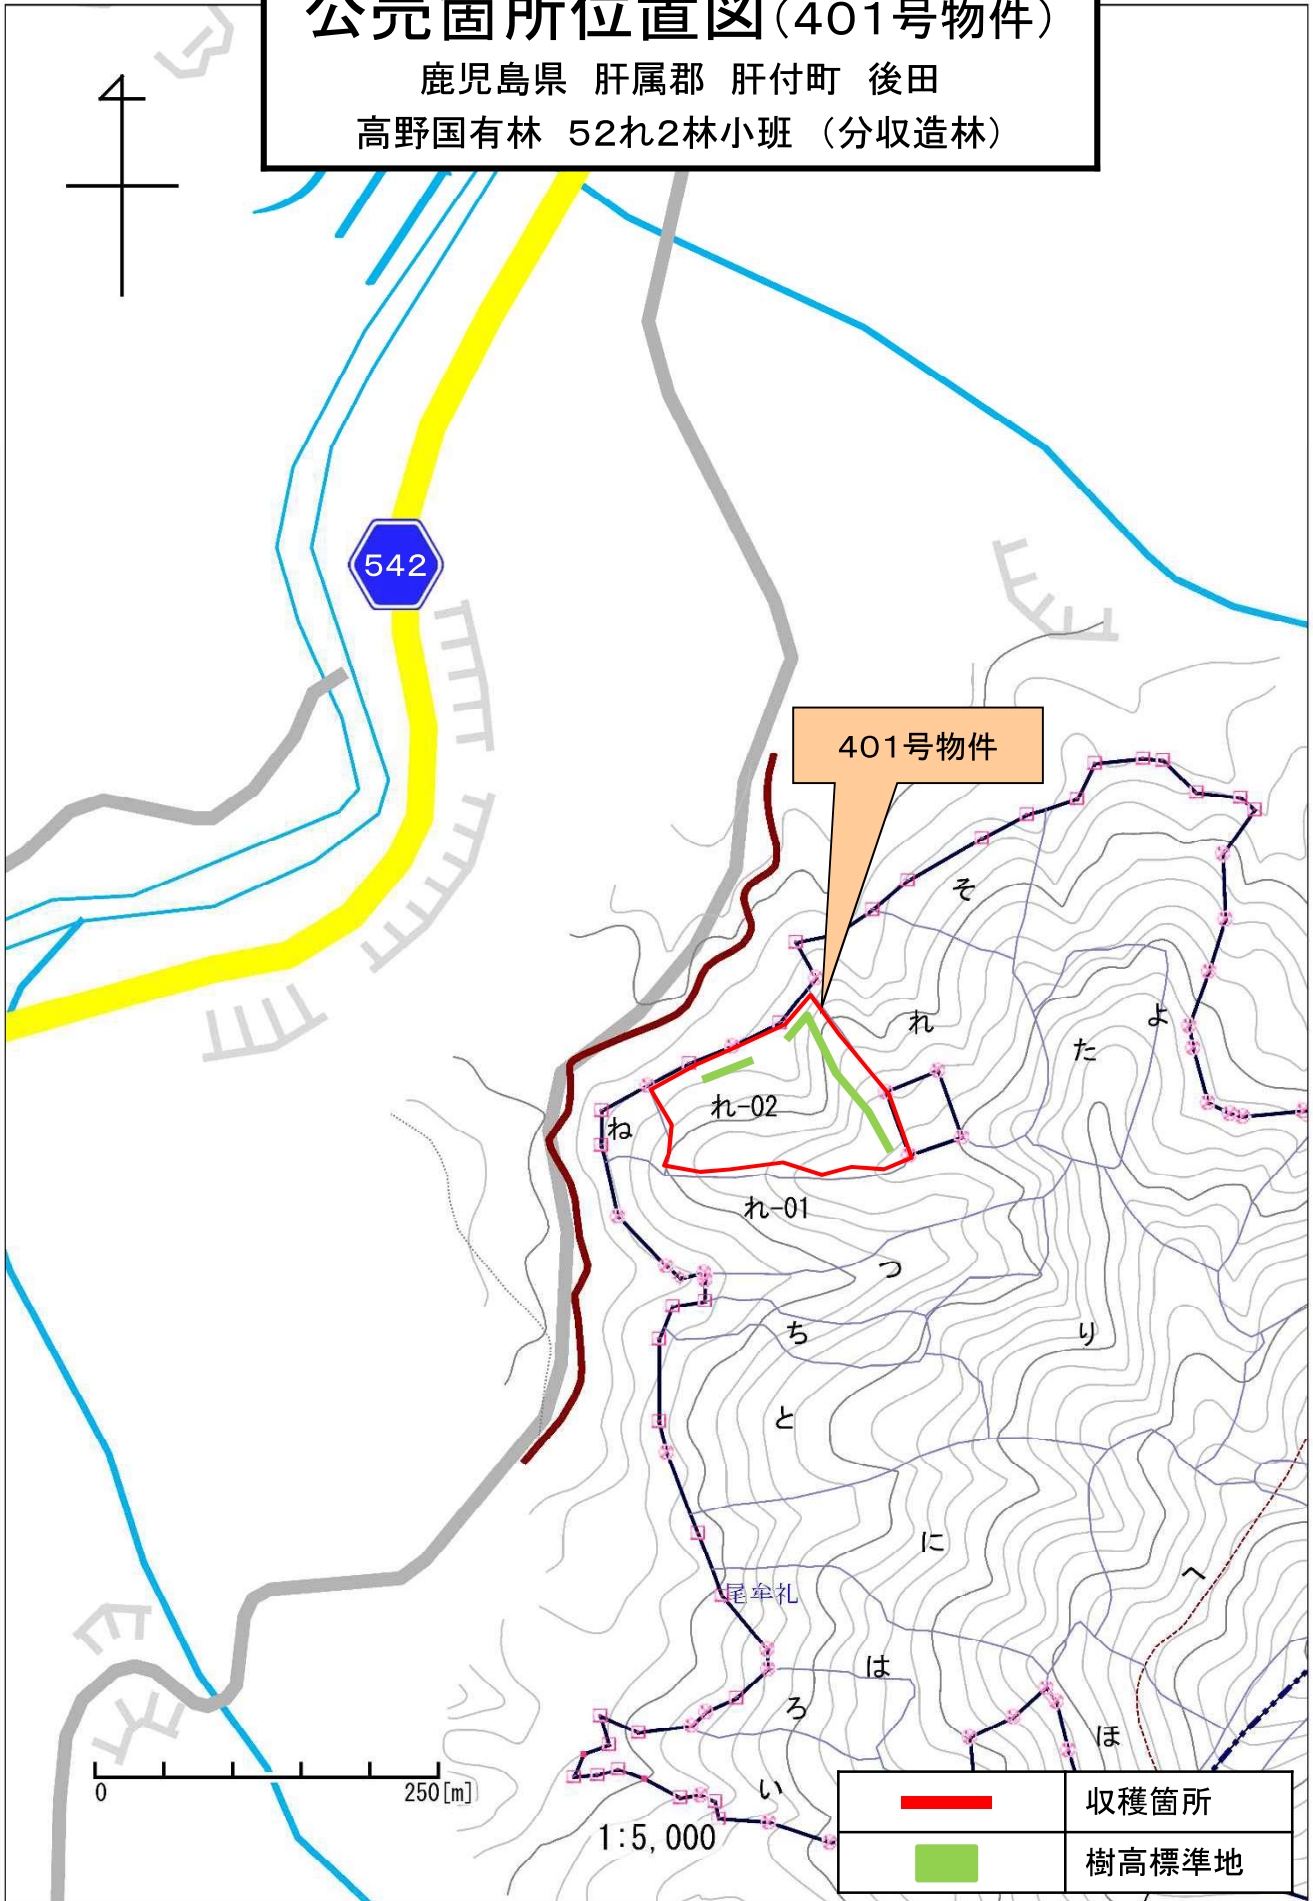 公売箇所位置図(401号物件)
鹿児島県 肝属郡 肝付町 後田
高野国有林 52れ2林小班 (分収造林)
542
401号物件
そ
れ
よ
た
れ-02
ね
れ-01
つ
ち
り
と
に
へ
尾牟礼
は
ろ
ほ
い
0 250[m]
1:5,000
収穫箇所
樹高標準地